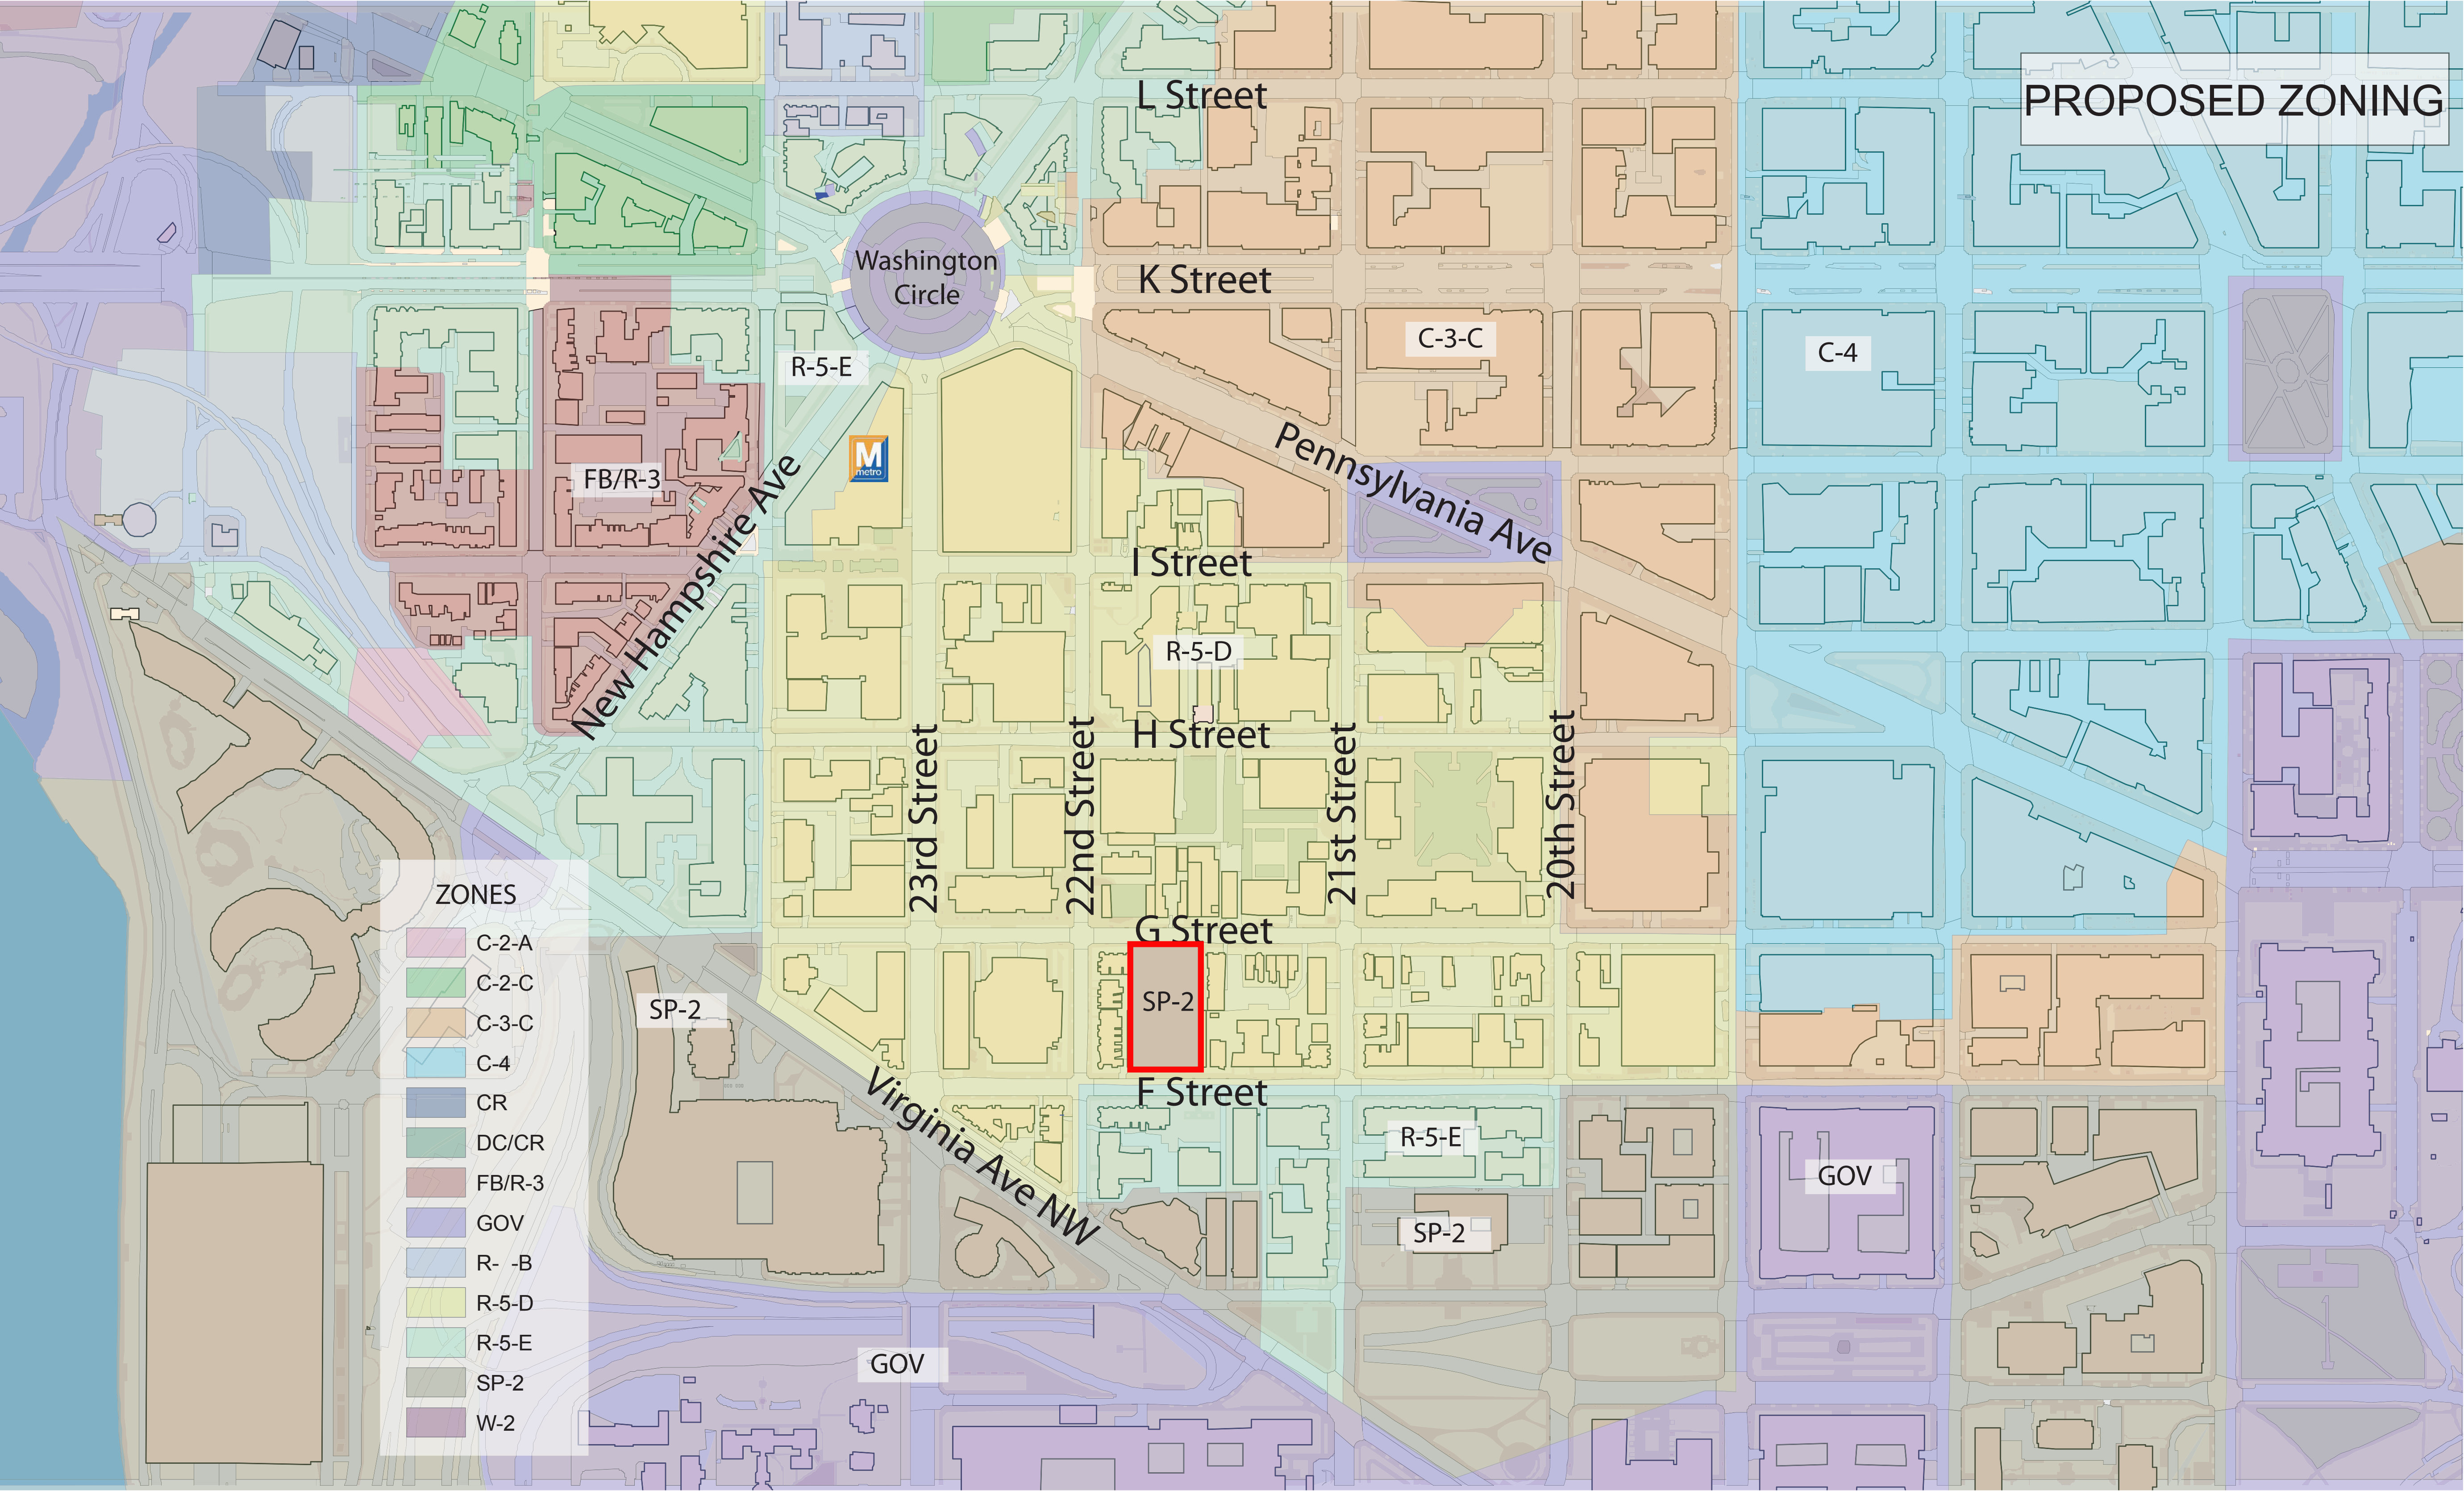 L Street
PROPOSED ZONING
Washington
Circle
K Street
C-3-C
C-4
R-5-E
Pennsylvania Ave
M
metro
FB/R-3
New Hampshire Ave
I Street
R-5-D
H Street
23rd Street
22nd Street
21st Street
20th Street
G Street
SP-2
SP-2
F Street
Virginia Ave NW
R-5-E
GOV
SP-2
GOV
ZONES
C-2-A
C-2-C
C-3-C
C-4
CR
DC/CR
FB/R-3
GOV
R- -B
R-5-D
R-5-E
SP-2
W-2